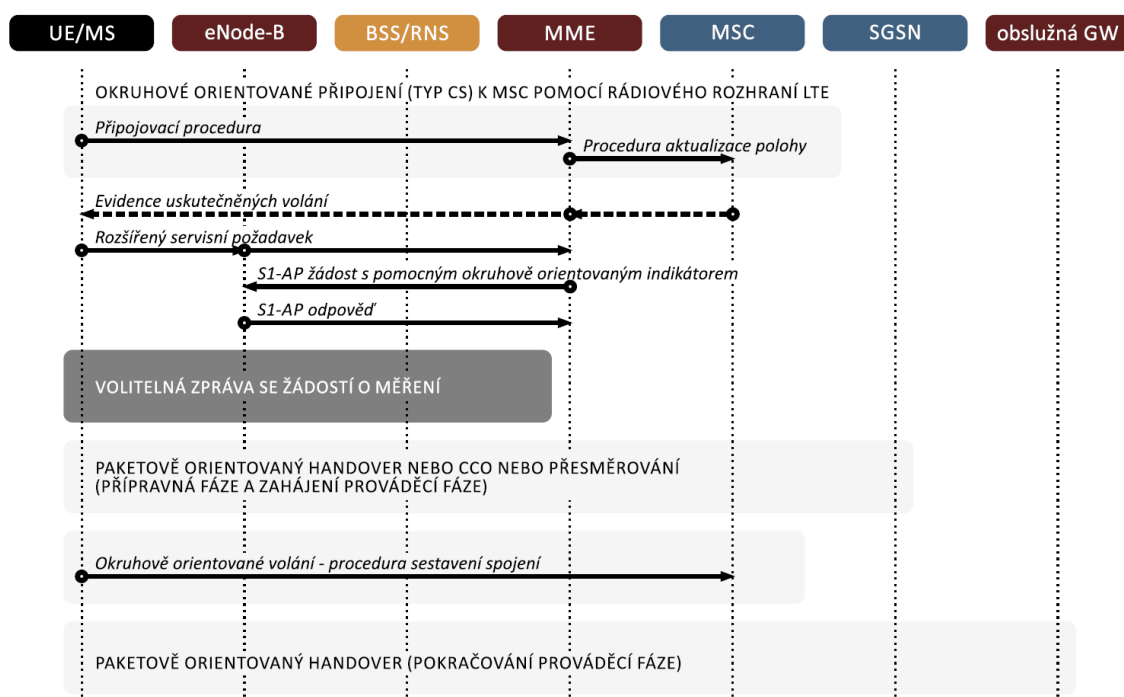 UE/MS
eNode-B
BSS/RNS
MME
MSC
SGSN
obslužná GW
OKRUHOVÉ ORIENTOVANÉ PŘIPOJENÍ (TYP CS) K MSC POMOCÍ RÁDIOVÉHO ROZHRANÍ LTE
Připojovací procedura
Procedura aktualizace polohy
Evidence uskutečněných volání
Rozšířený servisní požadavek
S1-AP žádost s pomocným okruhově orientovaným indikátorem
S1-AP odpověď
VOLITELNÁ ZPRÁVA SE ŽÁDOSTÍ O MĚŘENÍ
PAKETOVĚ ORIENTOVANÝ HANDOVER NEBO CCO NEBO PŘESMĚROVÁNÍ
(PŘÍPRAVNÁ FÁZE A ZAHÁJENÍ PROVÁDĚCÍ FÁZE)
Okruhově orientované volání - procedura sestavení spojení
PAKETOVĚ ORIENTOVANÝ HANDOVER (POKRAČOVÁNÍ PROVÁDĚCÍ FÁZE)